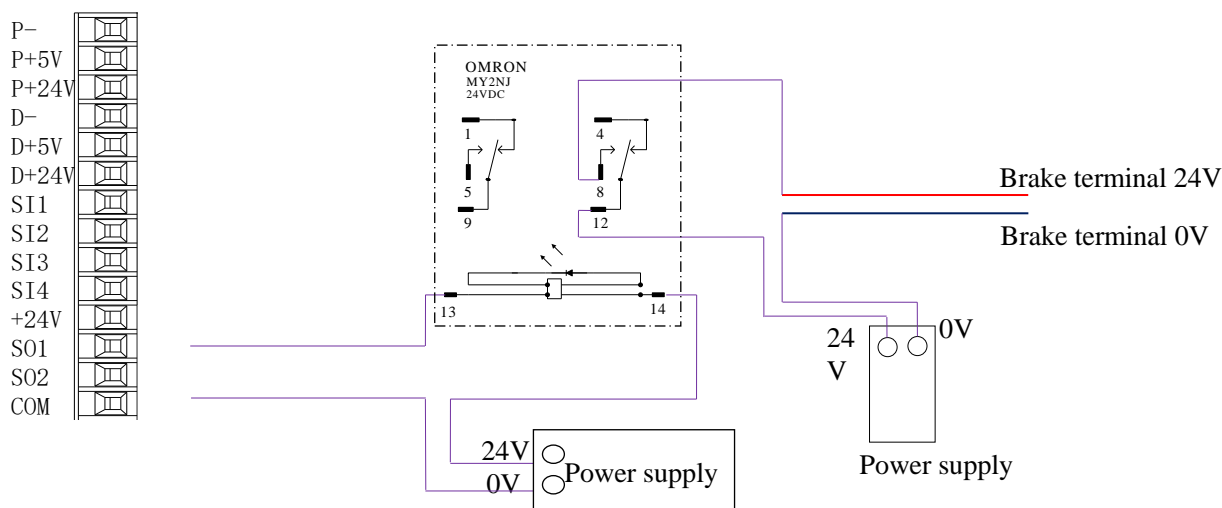 P-
P+5V
P+24V
D-
D+5V
D+24V
SI1
SI2
SI3
SI4
+24V
SO1
SO2
COM
OMRON
MY2NJ
24VDC
1
4
5
8
9
12
13
14
Brake terminal 24V
Brake terminal 0V
24
V
0V
Power supply
24V
0V
Power supply